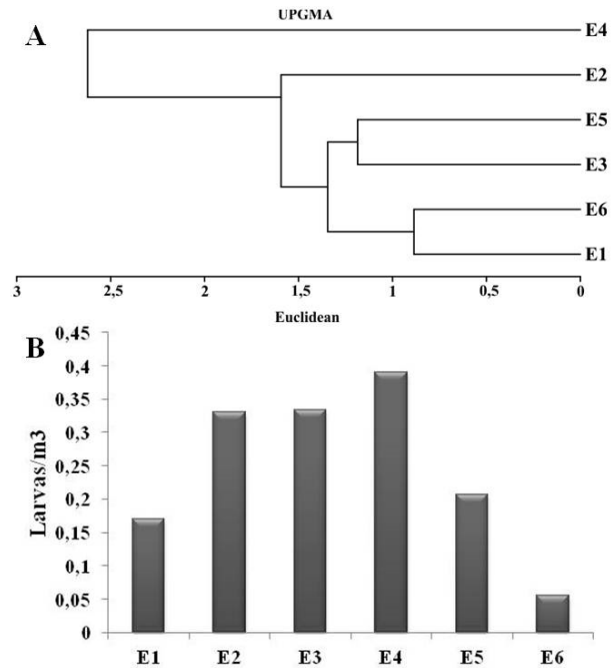 UPGMA
A
E4
E2
E5
E3
E6
E1
3 2,5 2 1,5 1 0,5 0
Euclidean
B
Larvas/m3
0,45
0,4
0,35
0,3
0,25
0,2
0,15
0,1
0,05
0
E1 E2 E3 E4 E5 E6